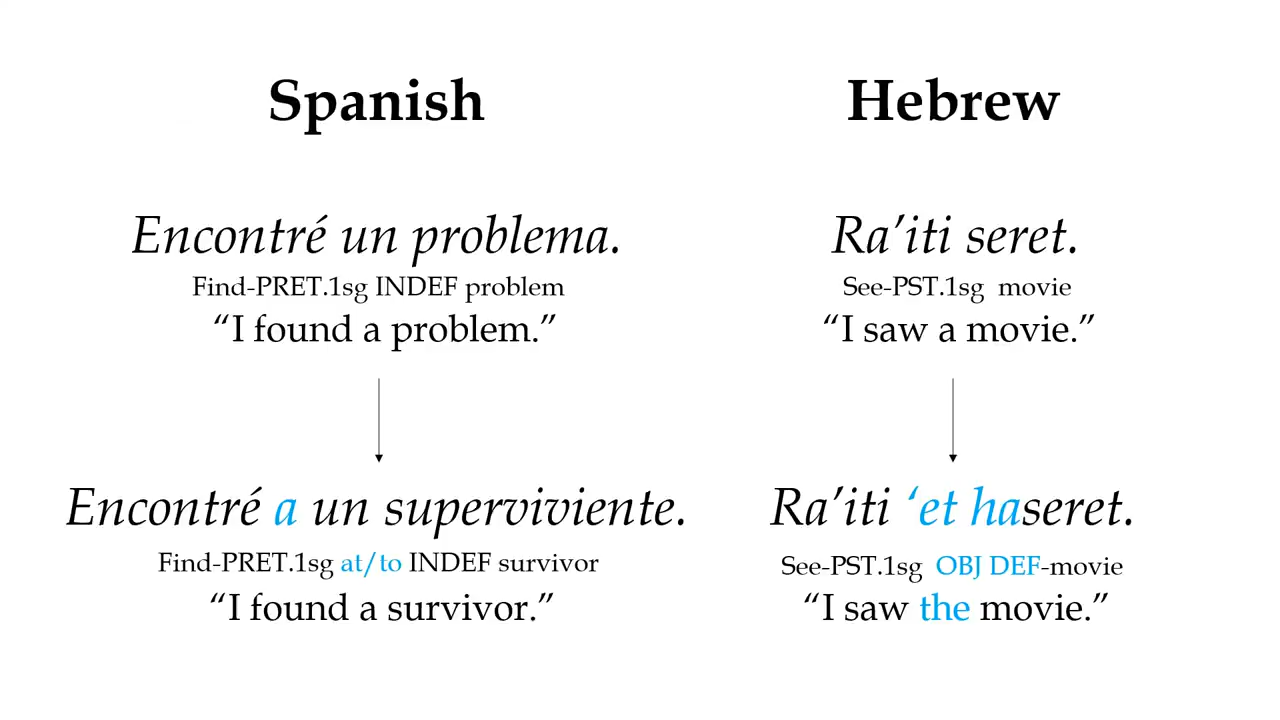 Spanish
Encontré un problema.
Find-PRET.1sg INDEF problem
“I found a problem.”
Encontré a un superviviente.
Find-PRET.1sg at/to INDEF survivor
“I found a survivor.”
Hebrew
Ra’iti seret.
See-PST.1sg  movie
“I saw a movie.”
Ra’iti ‘et haseret.
See-PST.1sg  OBJ DEF-movie
“I saw the movie.”